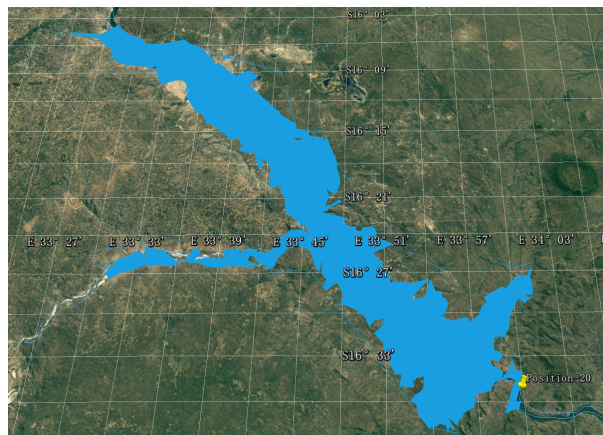 S16° 03'
S16° 09'
S16° 15'
S16° 21'
E 33° 27'
E 33° 33'
E 33° 39'
E 33° 45'
E 33° 51'
E 33° 57'
E 34° 03'
S16° 27'
S16° 33'
Position-20